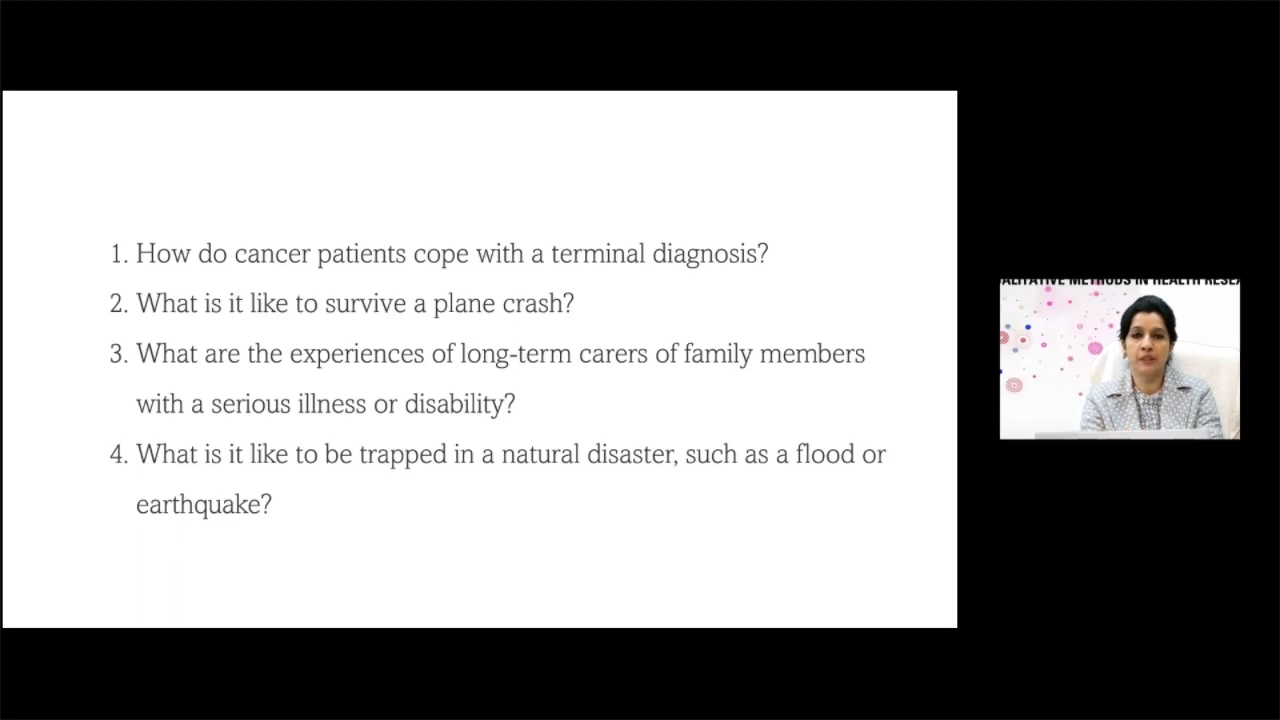 1. How do cancer patients cope with a terminal diagnosis?
2. What is it like to survive a plane crash?
3. What are the experiences of long-term carers of family members
with a serious illness or disability?
4. What is it like to be trapped in a natural disaster, such as a flood or
earthquake?
METHODS IN HEALTH